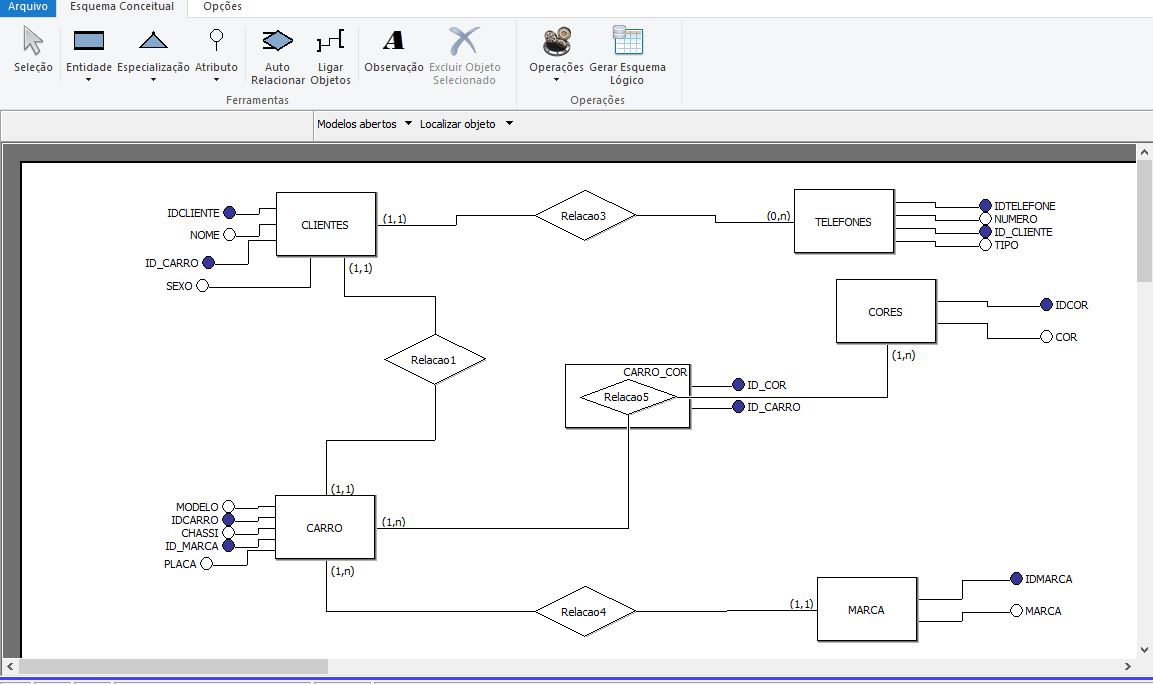 Arquivo Esquema Conceitual Opções
Seleção Entidade Especialização Atributo Auto Relacionar Ligar Objetos Observação Excluir Objeto Selecionado Operações Gerar Esquema Lógico
Ferramentas Operações
Modelos abertos Localizar objeto
IDCLIENTE
NOME
ID_CARRO
SEXO
CLIENTES
(1,1)
(1,1)
Relacao3
(0,n)
TELEFONES
IDTELEFONE
NUMERO
ID_CLIENTE
TIPO
CORES
IDCOR
COR
(1,n)
Relacao1
CARRO_COR
Relacao5
ID_COR
ID_CARRO
(1,1)
MODELO
IDCARRO
CHASSI
ID_MARCA
PLACA
CARRO
(1,n)
(1,n)
Relacao4
(1,1)
MARCA
IDMARCA
MARCA